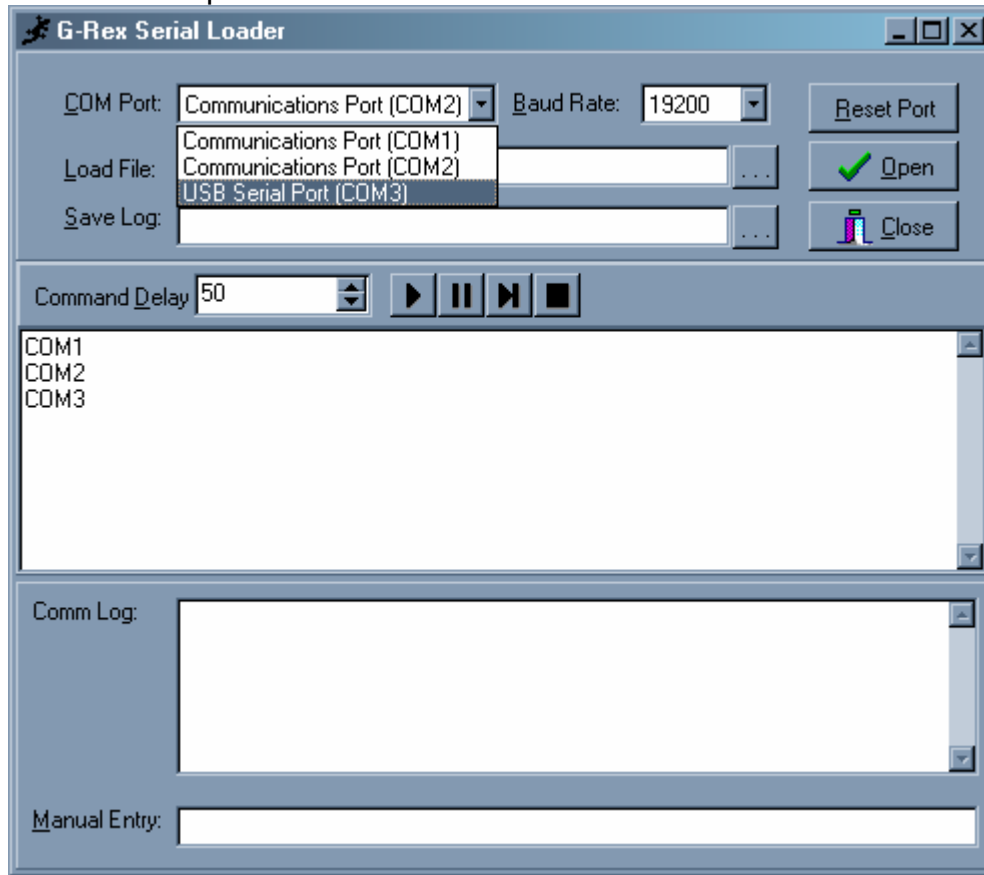 G-Rex Serial Loader
COM Port: Communications Port (COM2) Baud Rate: 19200 Reset Port
Communications Port (COM1)
Communications Port (COM2)
USB Serial Port (COM3)
Load File: ... Open
Save Log: ... Close
Command Delay 50
COM1
COM2
COM3
Comm Log:
Manual Entry: